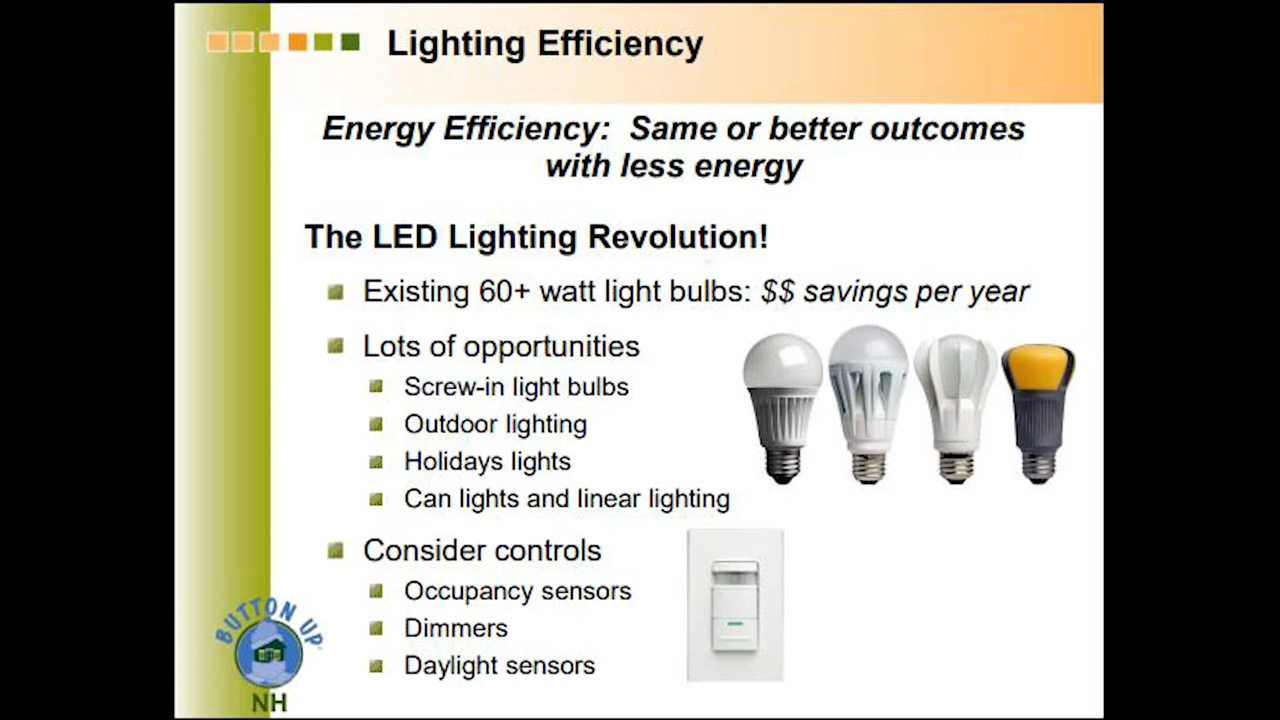 Lighting Efficiency
Energy Efficiency: Same or better outcomes
with less energy
The LED Lighting Revolution!
Existing 60+ watt light bulbs: $$ savings per year
Lots of opportunities
Screw-in light bulbs
Outdoor lighting
Holidays lights
Can lights and linear lighting
Consider controls
Occupancy sensors
Dimmers
Daylight sensors
BUTTON UP
NH